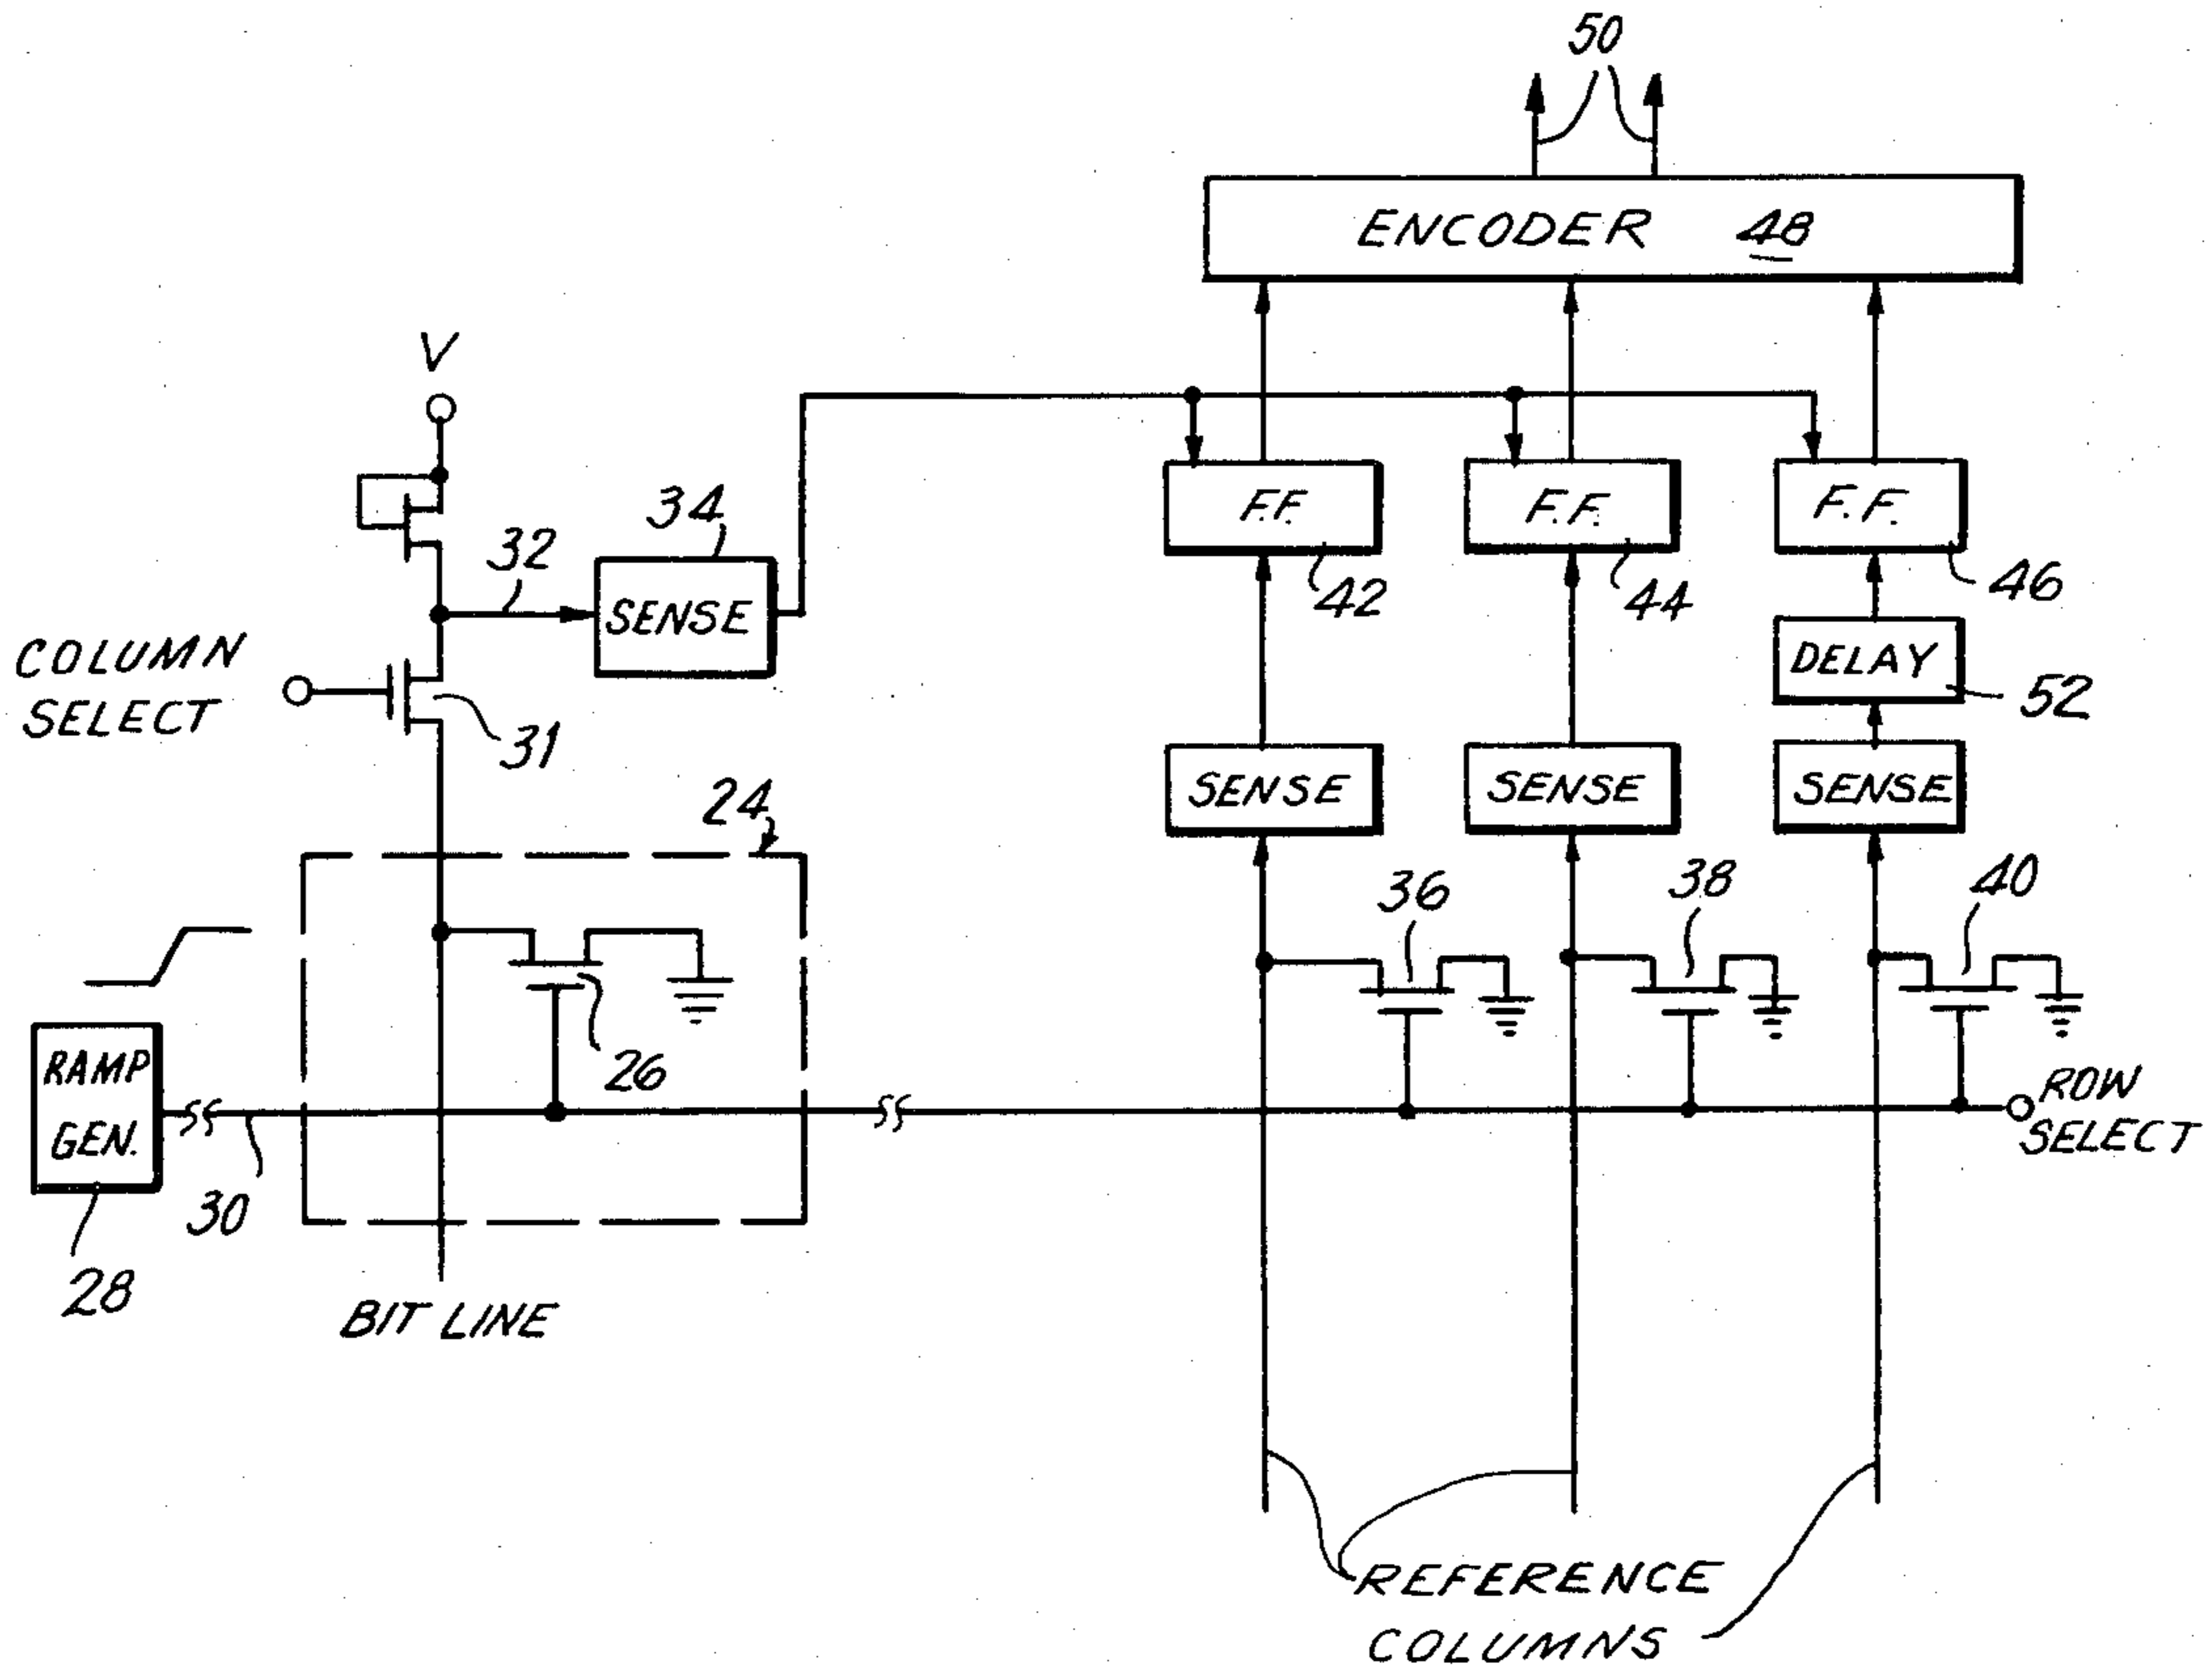 50
ENCODER 48
V
34
32
SENSE
F.F.
F.F.
F.F.
42
44
46
COLUMN
SELECT
31
DELAY
52
SENSE
SENSE
SENSE
24
36
38
40
26
RAMP
GEN.
ROW
SELECT
30
28
BIT LINE
REFERENCE
COLUMNS